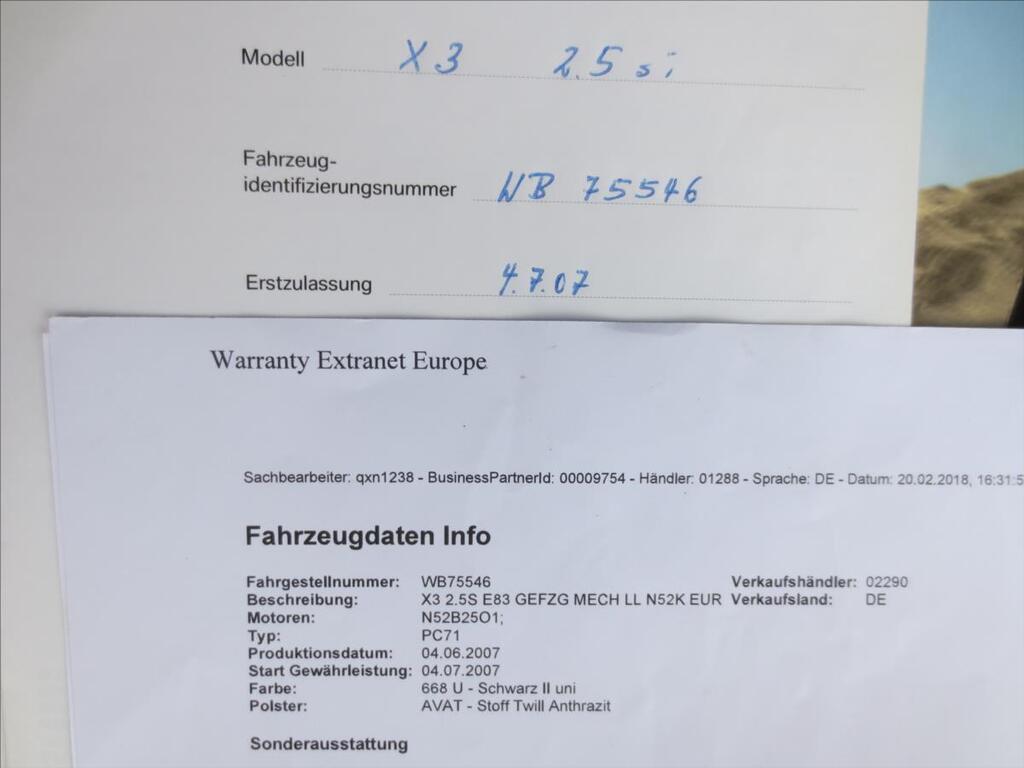 Modell X3 2.5 si
Fahrzeug-
identifizierungsnummer WB 75546
Erstzulassung 4.7.07
Warranty Extranet Europe
Sachbearbeiter: qxn1238 - BusinessPartnerId: 00009754 - Händler: 01288 - Sprache: DE - Datum: 20.02.2018, 16:31:5
Fahrzeugdaten Info
Fahrgestellnummer: WB75546 Verkaufshändler: 02290
Beschreibung: X3 2.5S E83 GEFZG MECH LL N52K EUR Verkaufsland: DE
Motoren: N52B25O1;
Typ: PC71
Produktionsdatum: 04.06.2007
Start Gewährleistung: 04.07.2007
Farbe: 668 U - Schwarz II uni
Polster: AVAT - Stoff Twill Anthrazit
Sonderausstattung